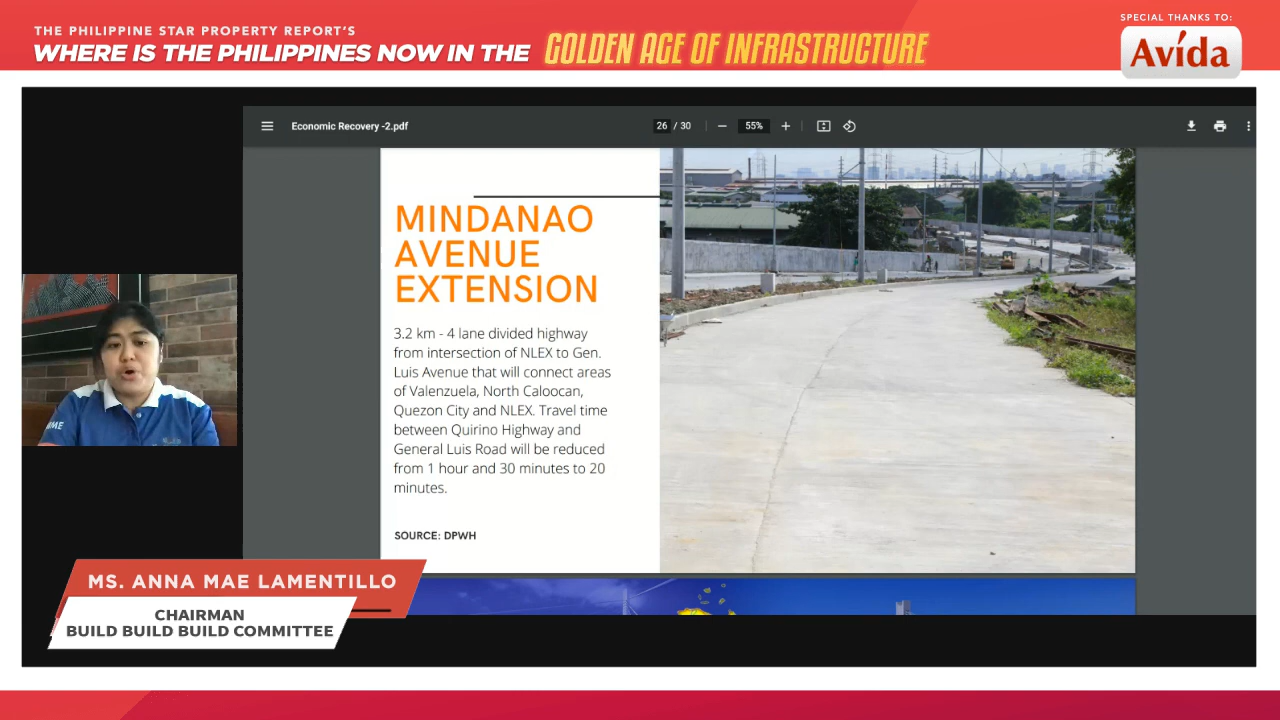 THE PHILIPPINE STAR PROPERTY REPORT'S
WHERE IS THE PHILIPPINES NOW IN THE GOLDEN AGE OF INFRASTRUCTURE
SPECIAL THANKS TO:
Avida
Economic Recovery -2.pdf
26 / 30
55%
MINDANAO
AVENUE
EXTENSION
3.2 km - 4 lane divided highway
from intersection of NLEX to Gen.
Luis Avenue that will connect areas
of Valenzuela, North Caloocan,
Quezon City and NLEX. Travel time
between Quirino Highway and
General Luis Road will be reduced
from 1 hour and 30 minutes to 20
minutes.
SOURCE: DPWH
MS. ANNA MAE LAMENTILLO
CHAIRMAN
BUILD BUILD BUILD COMMITTEE